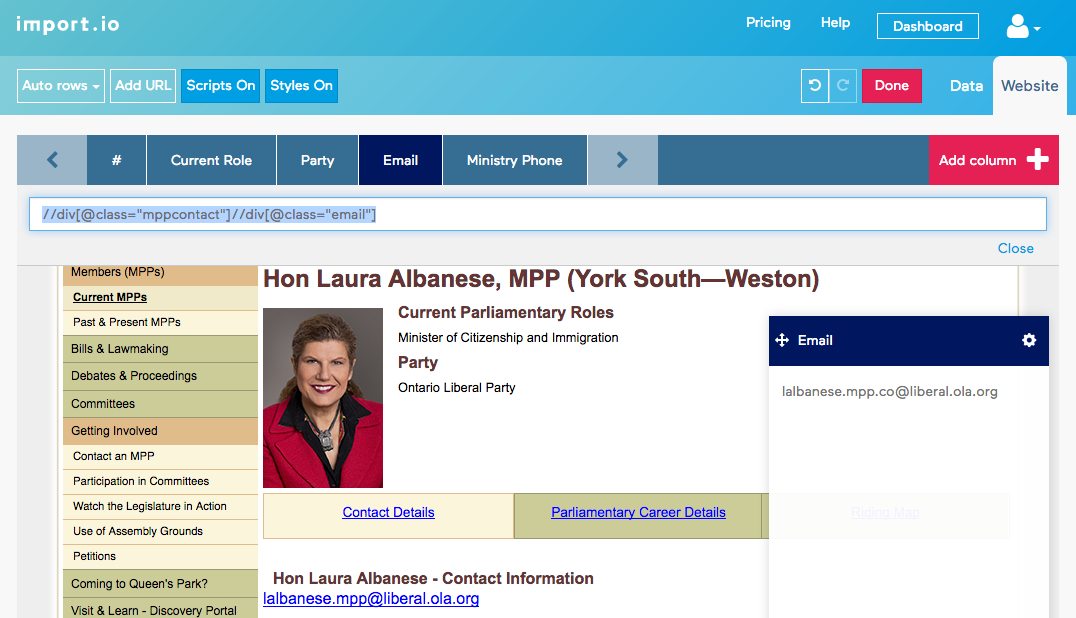 import.io
Pricing
Help
Dashboard
Auto rows
Add URL
Scripts On
Styles On
Done
Data
Website
#
Current Role
Party
Email
Ministry Phone
Add column
//div[@class="mppcontact"]//div[@class="email"]
Close
Members (MPPs)
Current MPPs
Past & Present MPPs
Bills & Lawmaking
Debates & Proceedings
Committees
Getting Involved
Contact an MPP
Participation in Committees
Watch the Legislature in Action
Use of Assembly Grounds
Petitions
Coming to Queen's Park?
Visit & Learn - Discovery Portal
Hon Laura Albanese, MPP (York South—Weston)
Current Parliamentary Roles
Minister of Citizenship and Immigration
Party
Ontario Liberal Party
Email
lalbanese.mpp.co@liberal.ola.org
Contact Details
Parliamentary Career Details
Riding Map
Hon Laura Albanese - Contact Information
lalbanese.mpp@liberal.ola.org